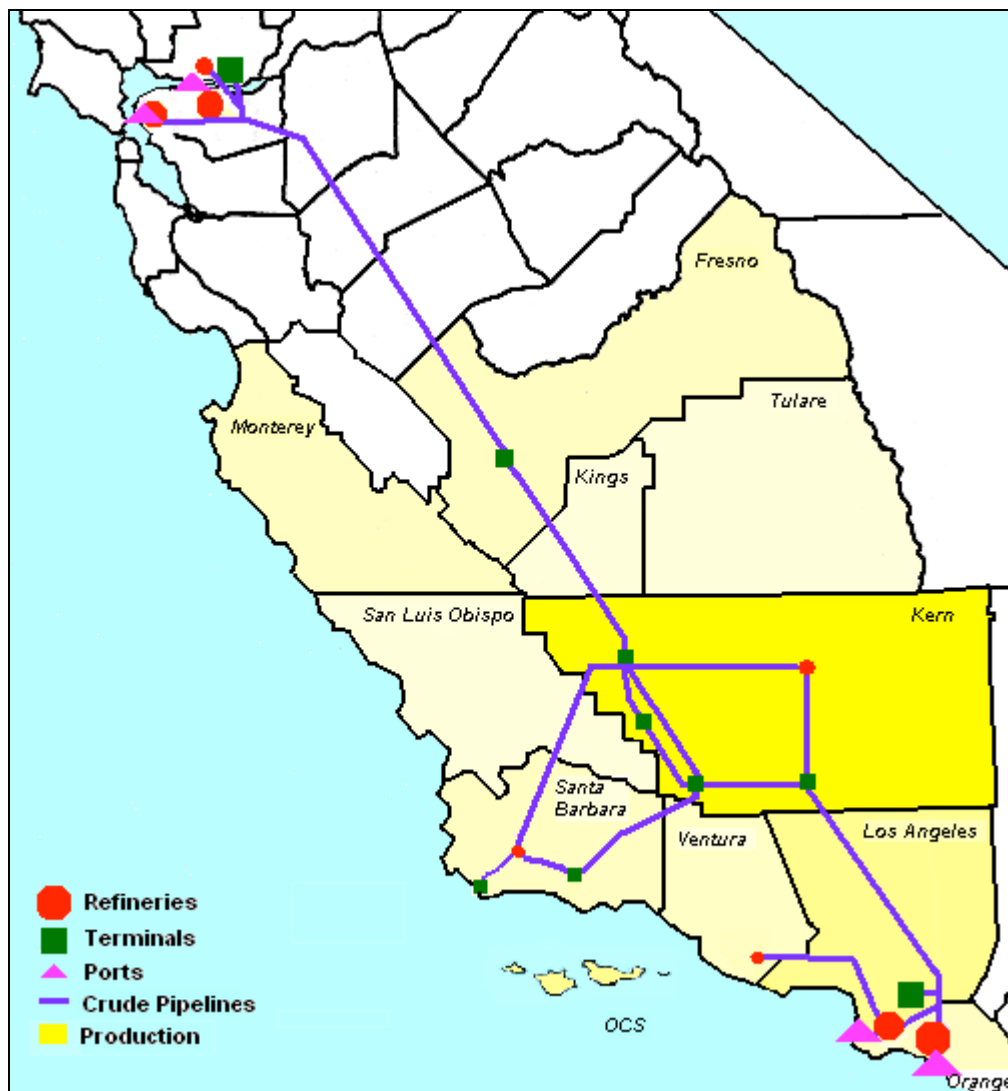 Fresno
Tulare
Monterey
Kings
San Luis Obispo
Kern
Santa
Barbara
Ventura
Los Angeles
OCS
Orange
Refineries
Terminals
Ports
Crude Pipelines
Production